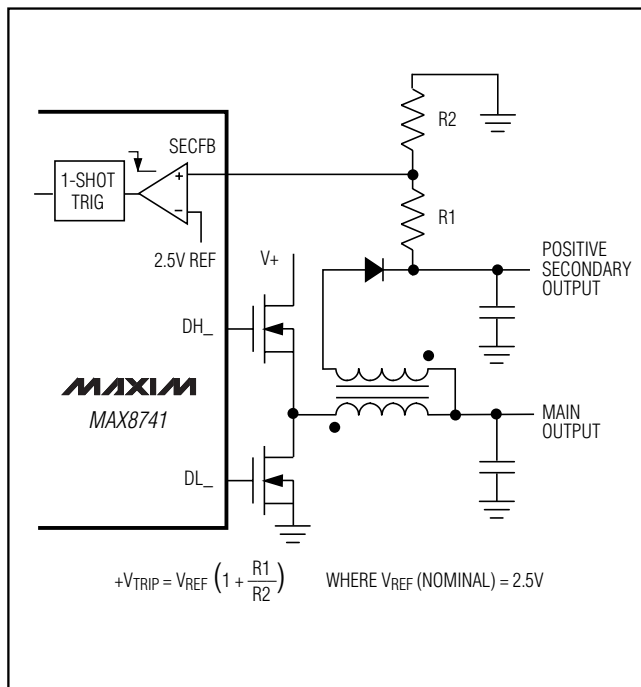 R2
SECFB
1-SHOT
TRIG
+
−
R1
2.5V REF
V+
POSITIVE
SECONDARY
OUTPUT
DH_
MAXIM
MAX8741
MAIN
OUTPUT
DL_
+VTRIP = VREF (1 + R1/R2) WHERE VREF (NOMINAL) = 2.5V